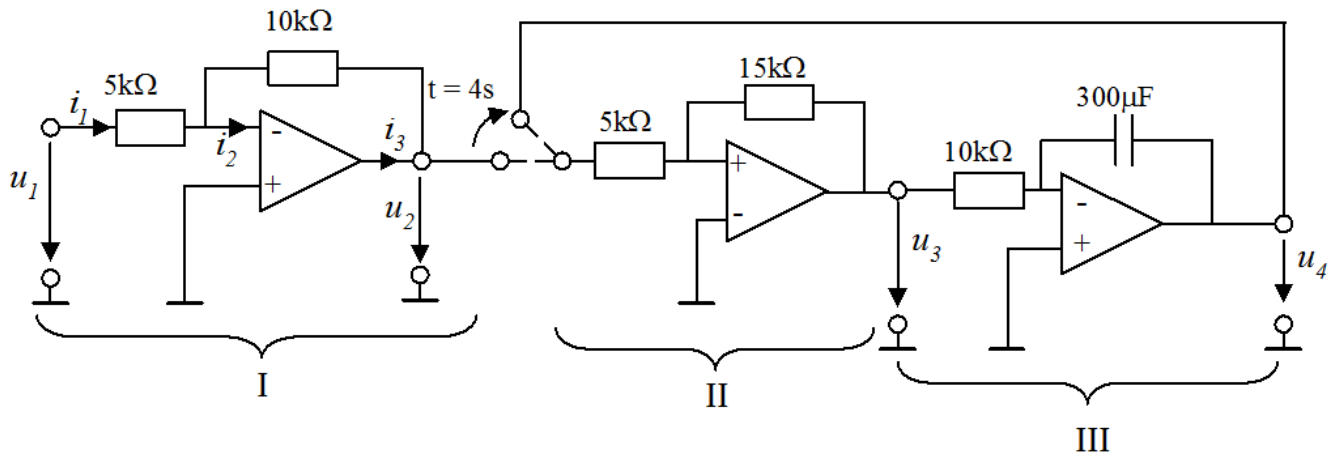 10kΩ
5kΩ
i1
i2
i3
-
+
u1
u2
t = 4s
5kΩ
15kΩ
+
-
u3
10kΩ
300μF
-
+
u4
I
II
III